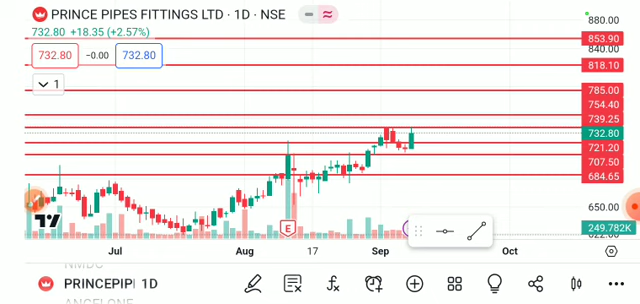 PRINCE PIPES FITTINGS LTD · 1D · NSE
732.80 +18.35 (+2.57%)
732.80 −0.00 732.80
1
880.00
853.90
840.00
818.10
785.00
754.40
739.25
732.80
721.20
707.50
684.65
650.00
249.782K
E
Jul Aug 17 Sep Oct
NMDC
PRINCEPIP 1D
ANGELONE